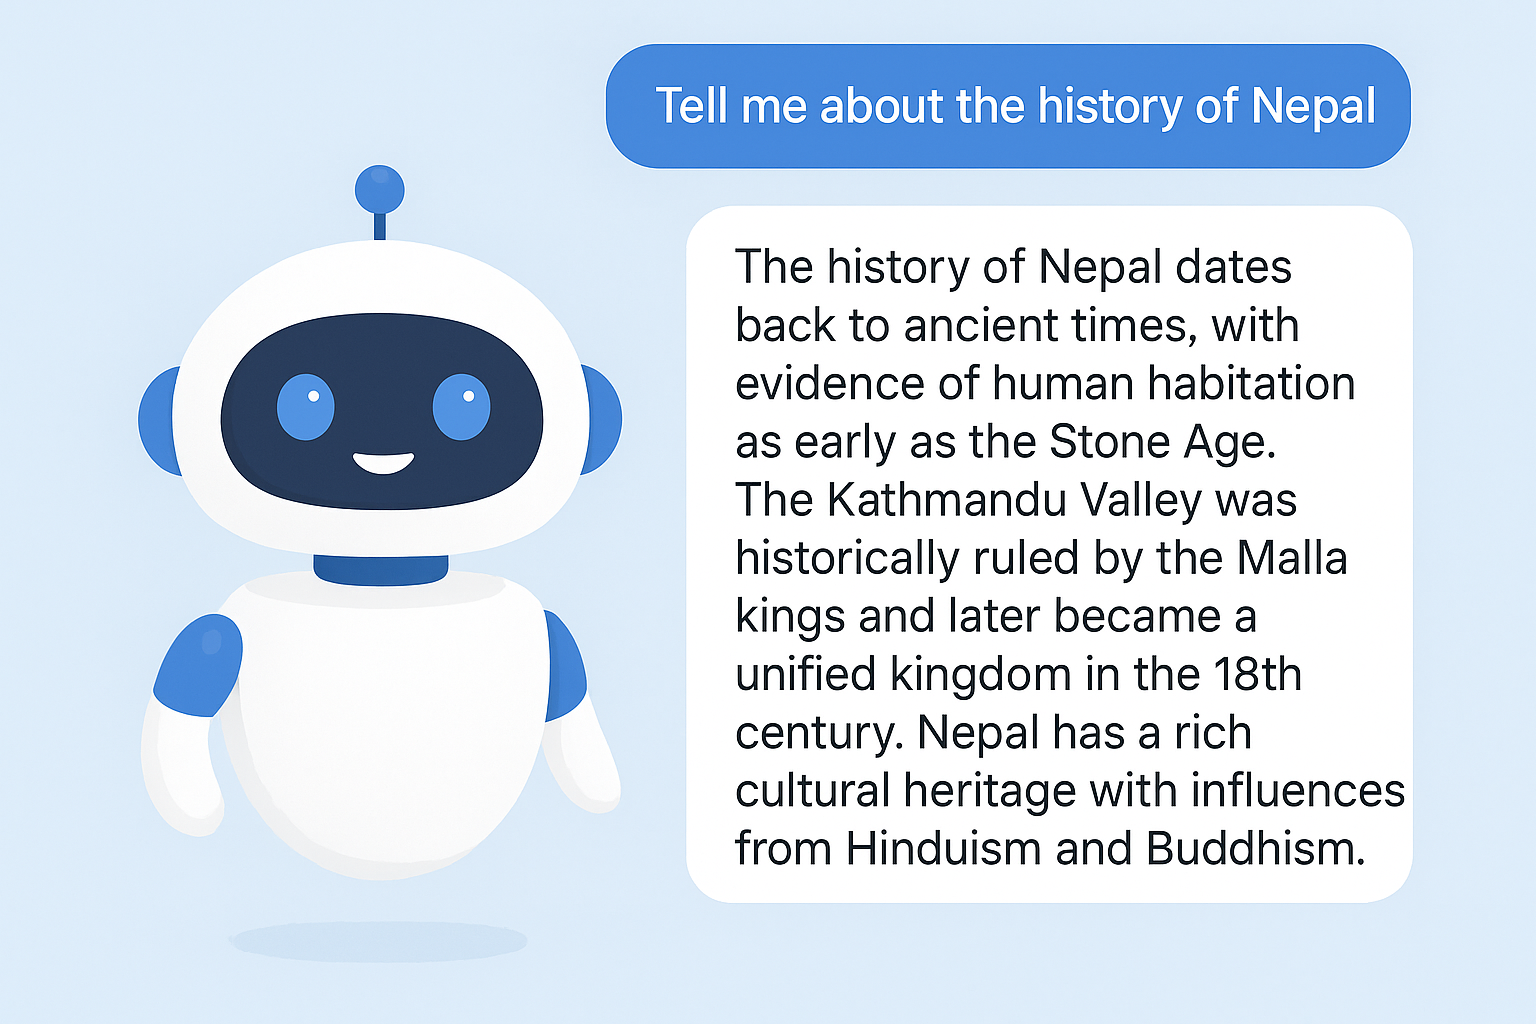 Tell me about the history of Nepal
The history of Nepal dates
back to ancient times, with
evidence of human habitation
as early as the Stone Age.
The Kathmandu Valley was
historically ruled by the Malla
kings and later became a
unified kingdom in the 18th
century. Nepal has a rich
cultural heritage with influences
from Hinduism and Buddhism.